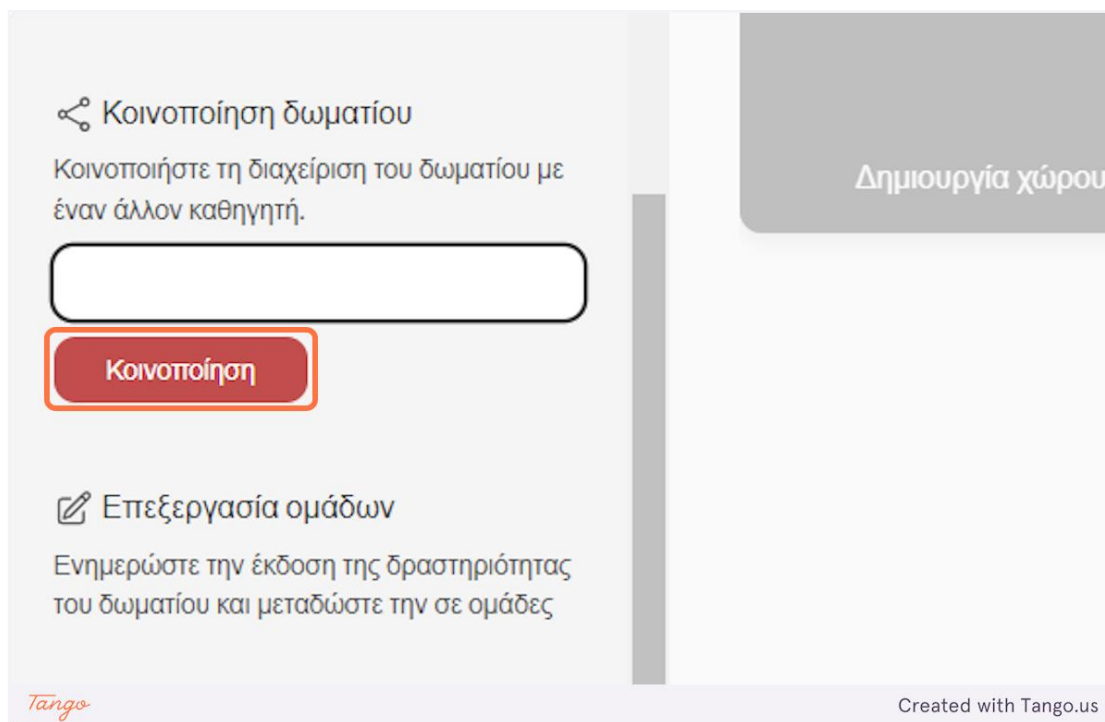 Κοινοποίηση δωματίου
Κοινοποιήστε τη διαχείριση του δωματίου με
έναν άλλον καθηγητή.
Κοινοποίηση
Επεξεργασία ομάδων
Ενημερώστε την έκδοση της δραστηριότητας
του δωματίου και μεταδώστε την σε ομάδες
Δημιουργία χώρου
Tango
Created with Tango.us